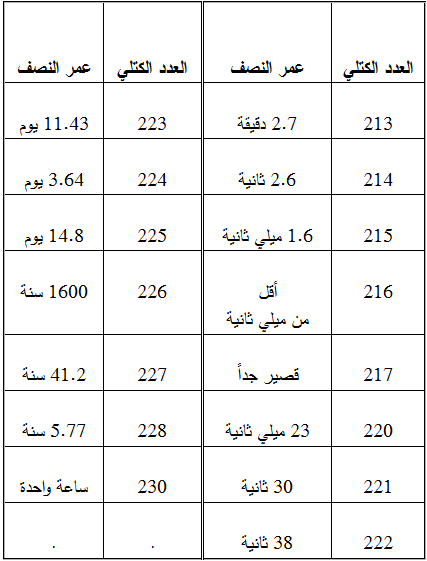 العدد الكتلي	عمر النصف	العدد الكتلي	عمر النصف
213	2.7 دقيقة	223	11.43 يوم
214	2.6 ثانية	224	3.64 يوم
215	1.6 ميلي ثانية	225	14.8 يوم
216	أقل	226	1600 سنة
من ميلي ثانية
217	قصير جداً	227	41.2 سنة
220	23 ميلي ثانية	228	5.77 سنة
221	30 ثانية	230	ساعة واحدة
222	38 ثانية	.	.